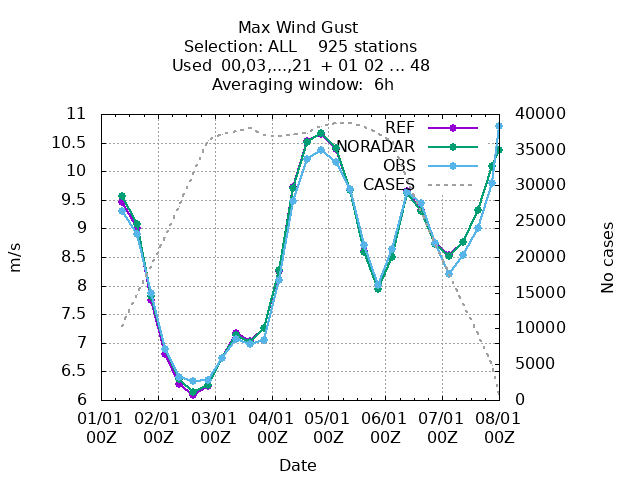 Max Wind Gust
Selection: ALL    925 stations
Used  00,03,...,21  + 01 02 ... 48
Averaging window:  6h
11
10.5
10
9.5
9
8.5
8
7.5
7
6.5
6
m/s
40000
35000
30000
25000
20000
15000
10000
5000
0
No cases
REF
NORADAR
OBS
CASES
01/01 02/01 03/01 04/01 05/01 06/01 07/01 08/01
00Z 00Z 00Z 00Z 00Z 00Z 00Z 00Z
Date